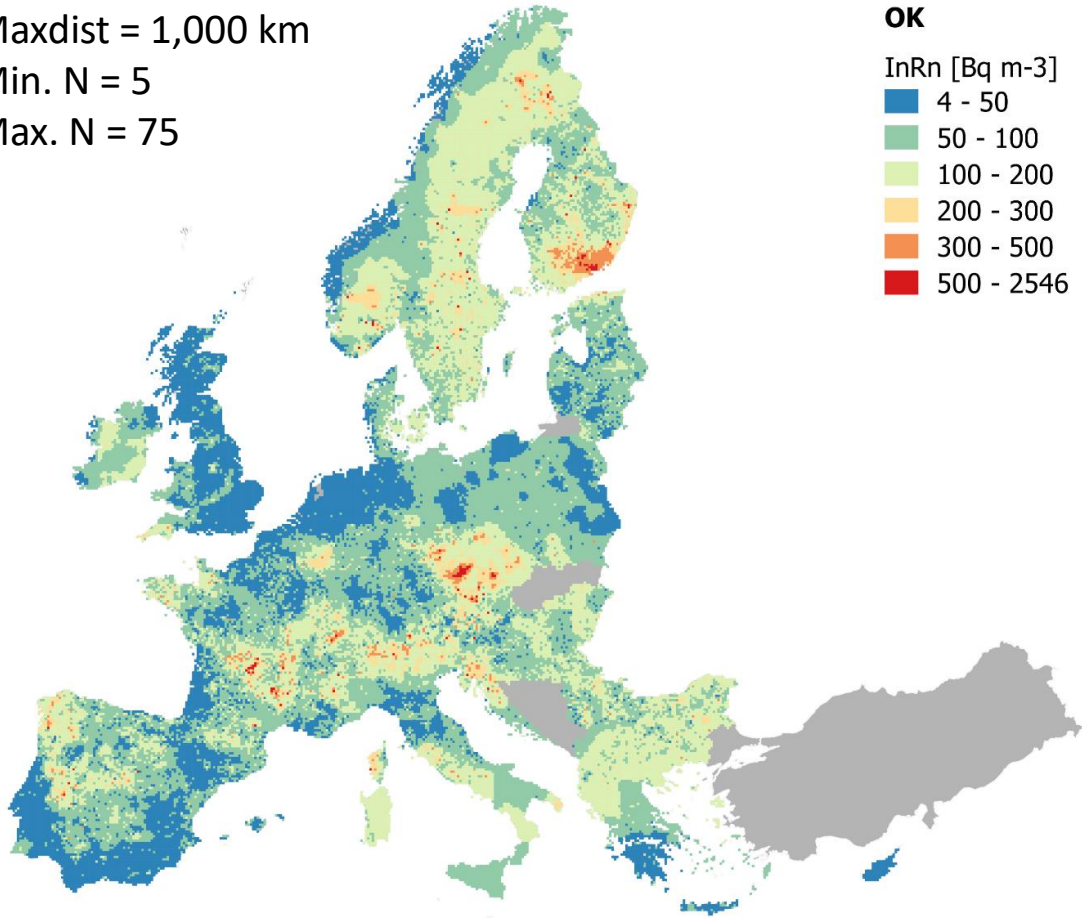 Maxdist = 1,000 km
Min. N = 5
Max. N = 75
OK
InRn [Bq m-3]
4 - 50
50 - 100
100 - 200
200 - 300
300 - 500
500 - 2546